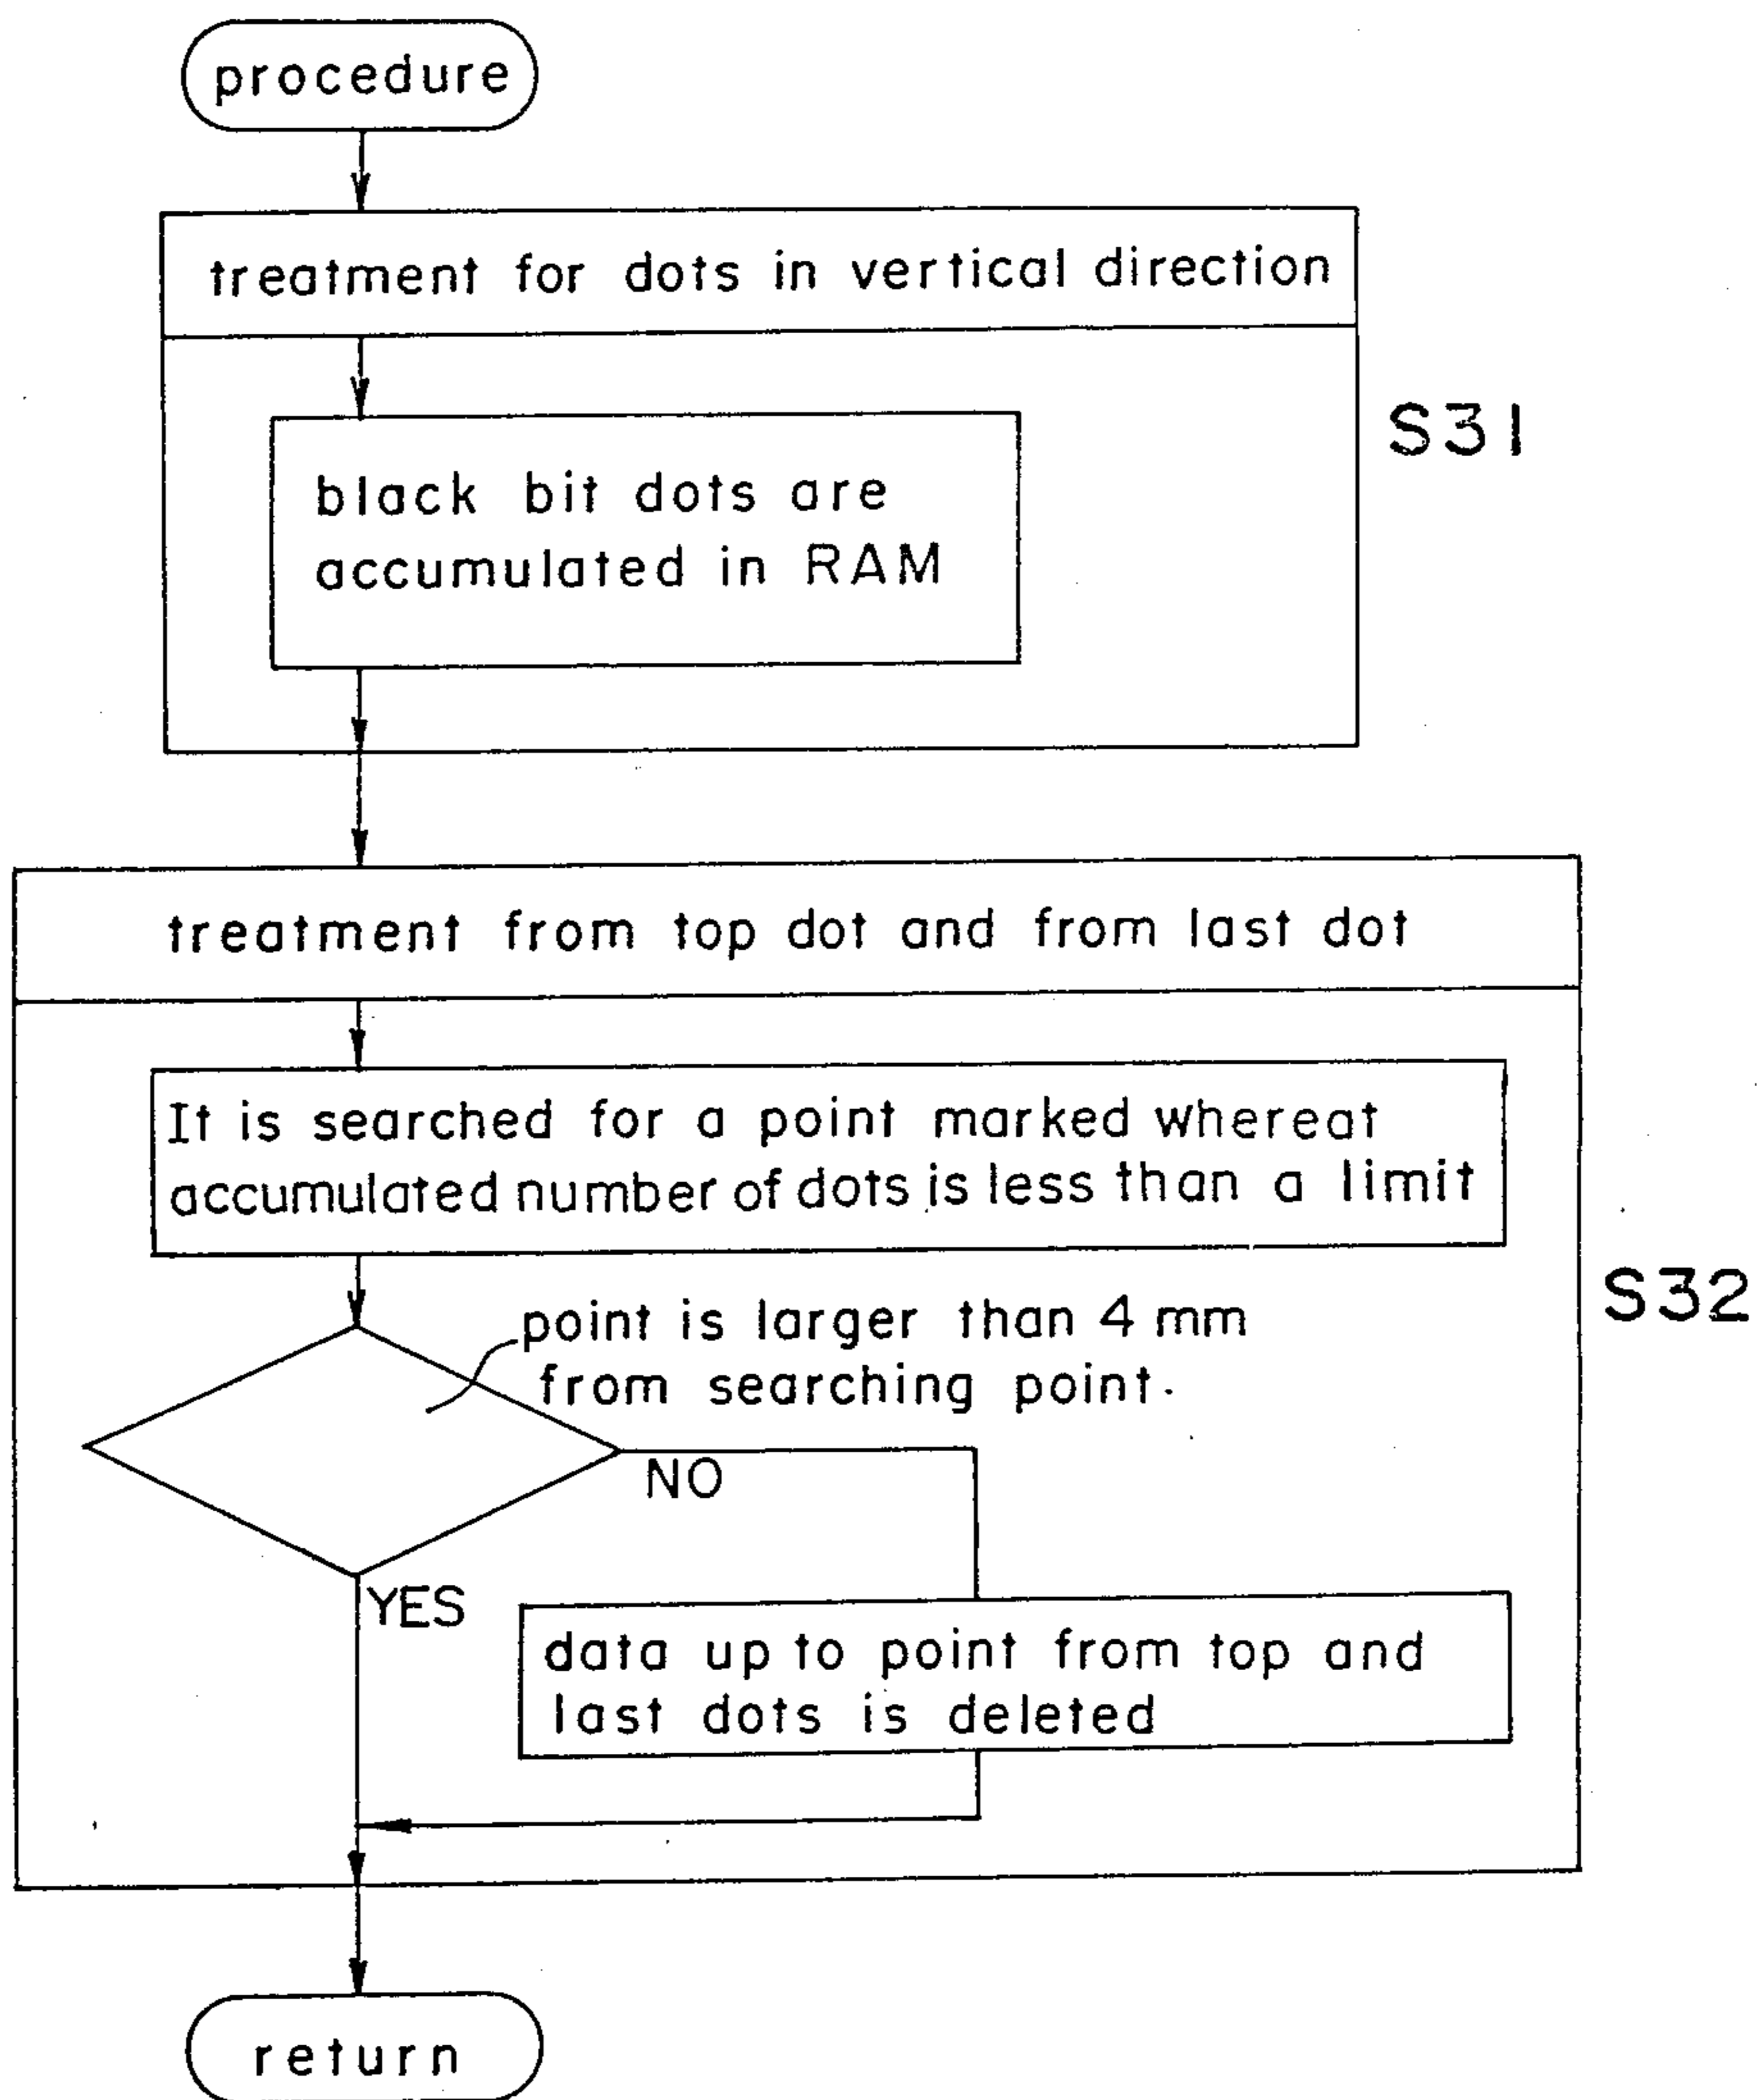 procedure
treatment for dots in vertical direction
S31
black bit dots are
accumulated in RAM
treatment from top dot and from last dot
It is searched for a point marked whereat
accumulated number of dots is less than a limit
S32
point is larger than 4 mm
from searching point.
NO
YES
data up to point from top and
last dots is deleted
return